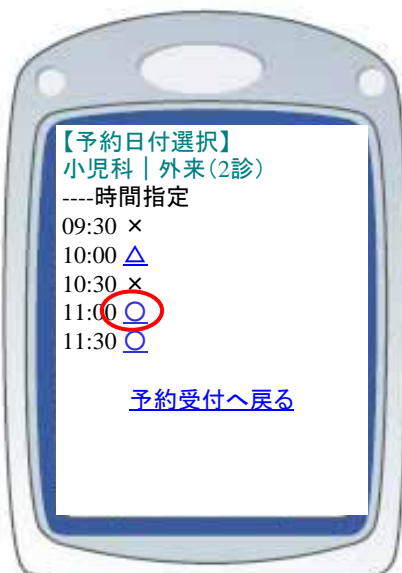 【予約日付選択】
小児科｜外来(2診)
----時間指定
09:30 ×
10:00 △
10:30 ×
11:00 ○
11:30 ○
予約受付へ戻る